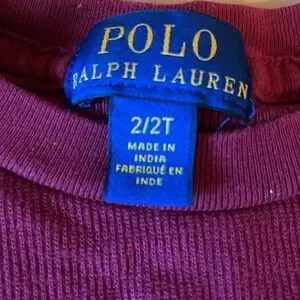 POLO
RALPH LAUREN
2/2T
MADE IN
INDIA
FABRIQUÉ EN
INDE